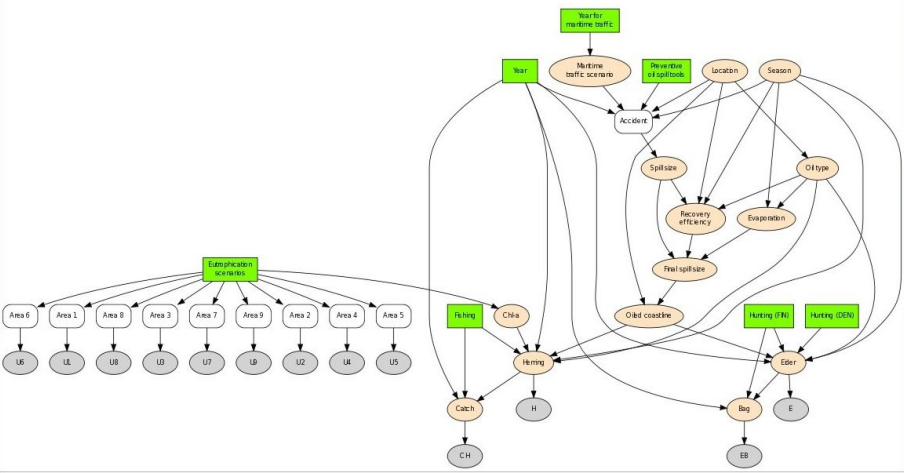 Year for
maritime traffic
Year
Maritime
traffic scenario
Preventive
oil spill tools
Location
Season
Accident
Spill size
Oil type
Recovery
efficiency
Evaporation
Eutrophication
scenarios
Final spill size
Area 6
Area 1
Area 8
Area 3
Area 7
Area 9
Area 2
Area 4
Area 5
Fishing
Chl-a
Oiled coastline
Hunting (FIN)
Hunting (DEN)
U6
U1
U8
U3
U7
U9
U2
U4
U5
Herring
Eider
Catch
H
Bag
E
CH
EB